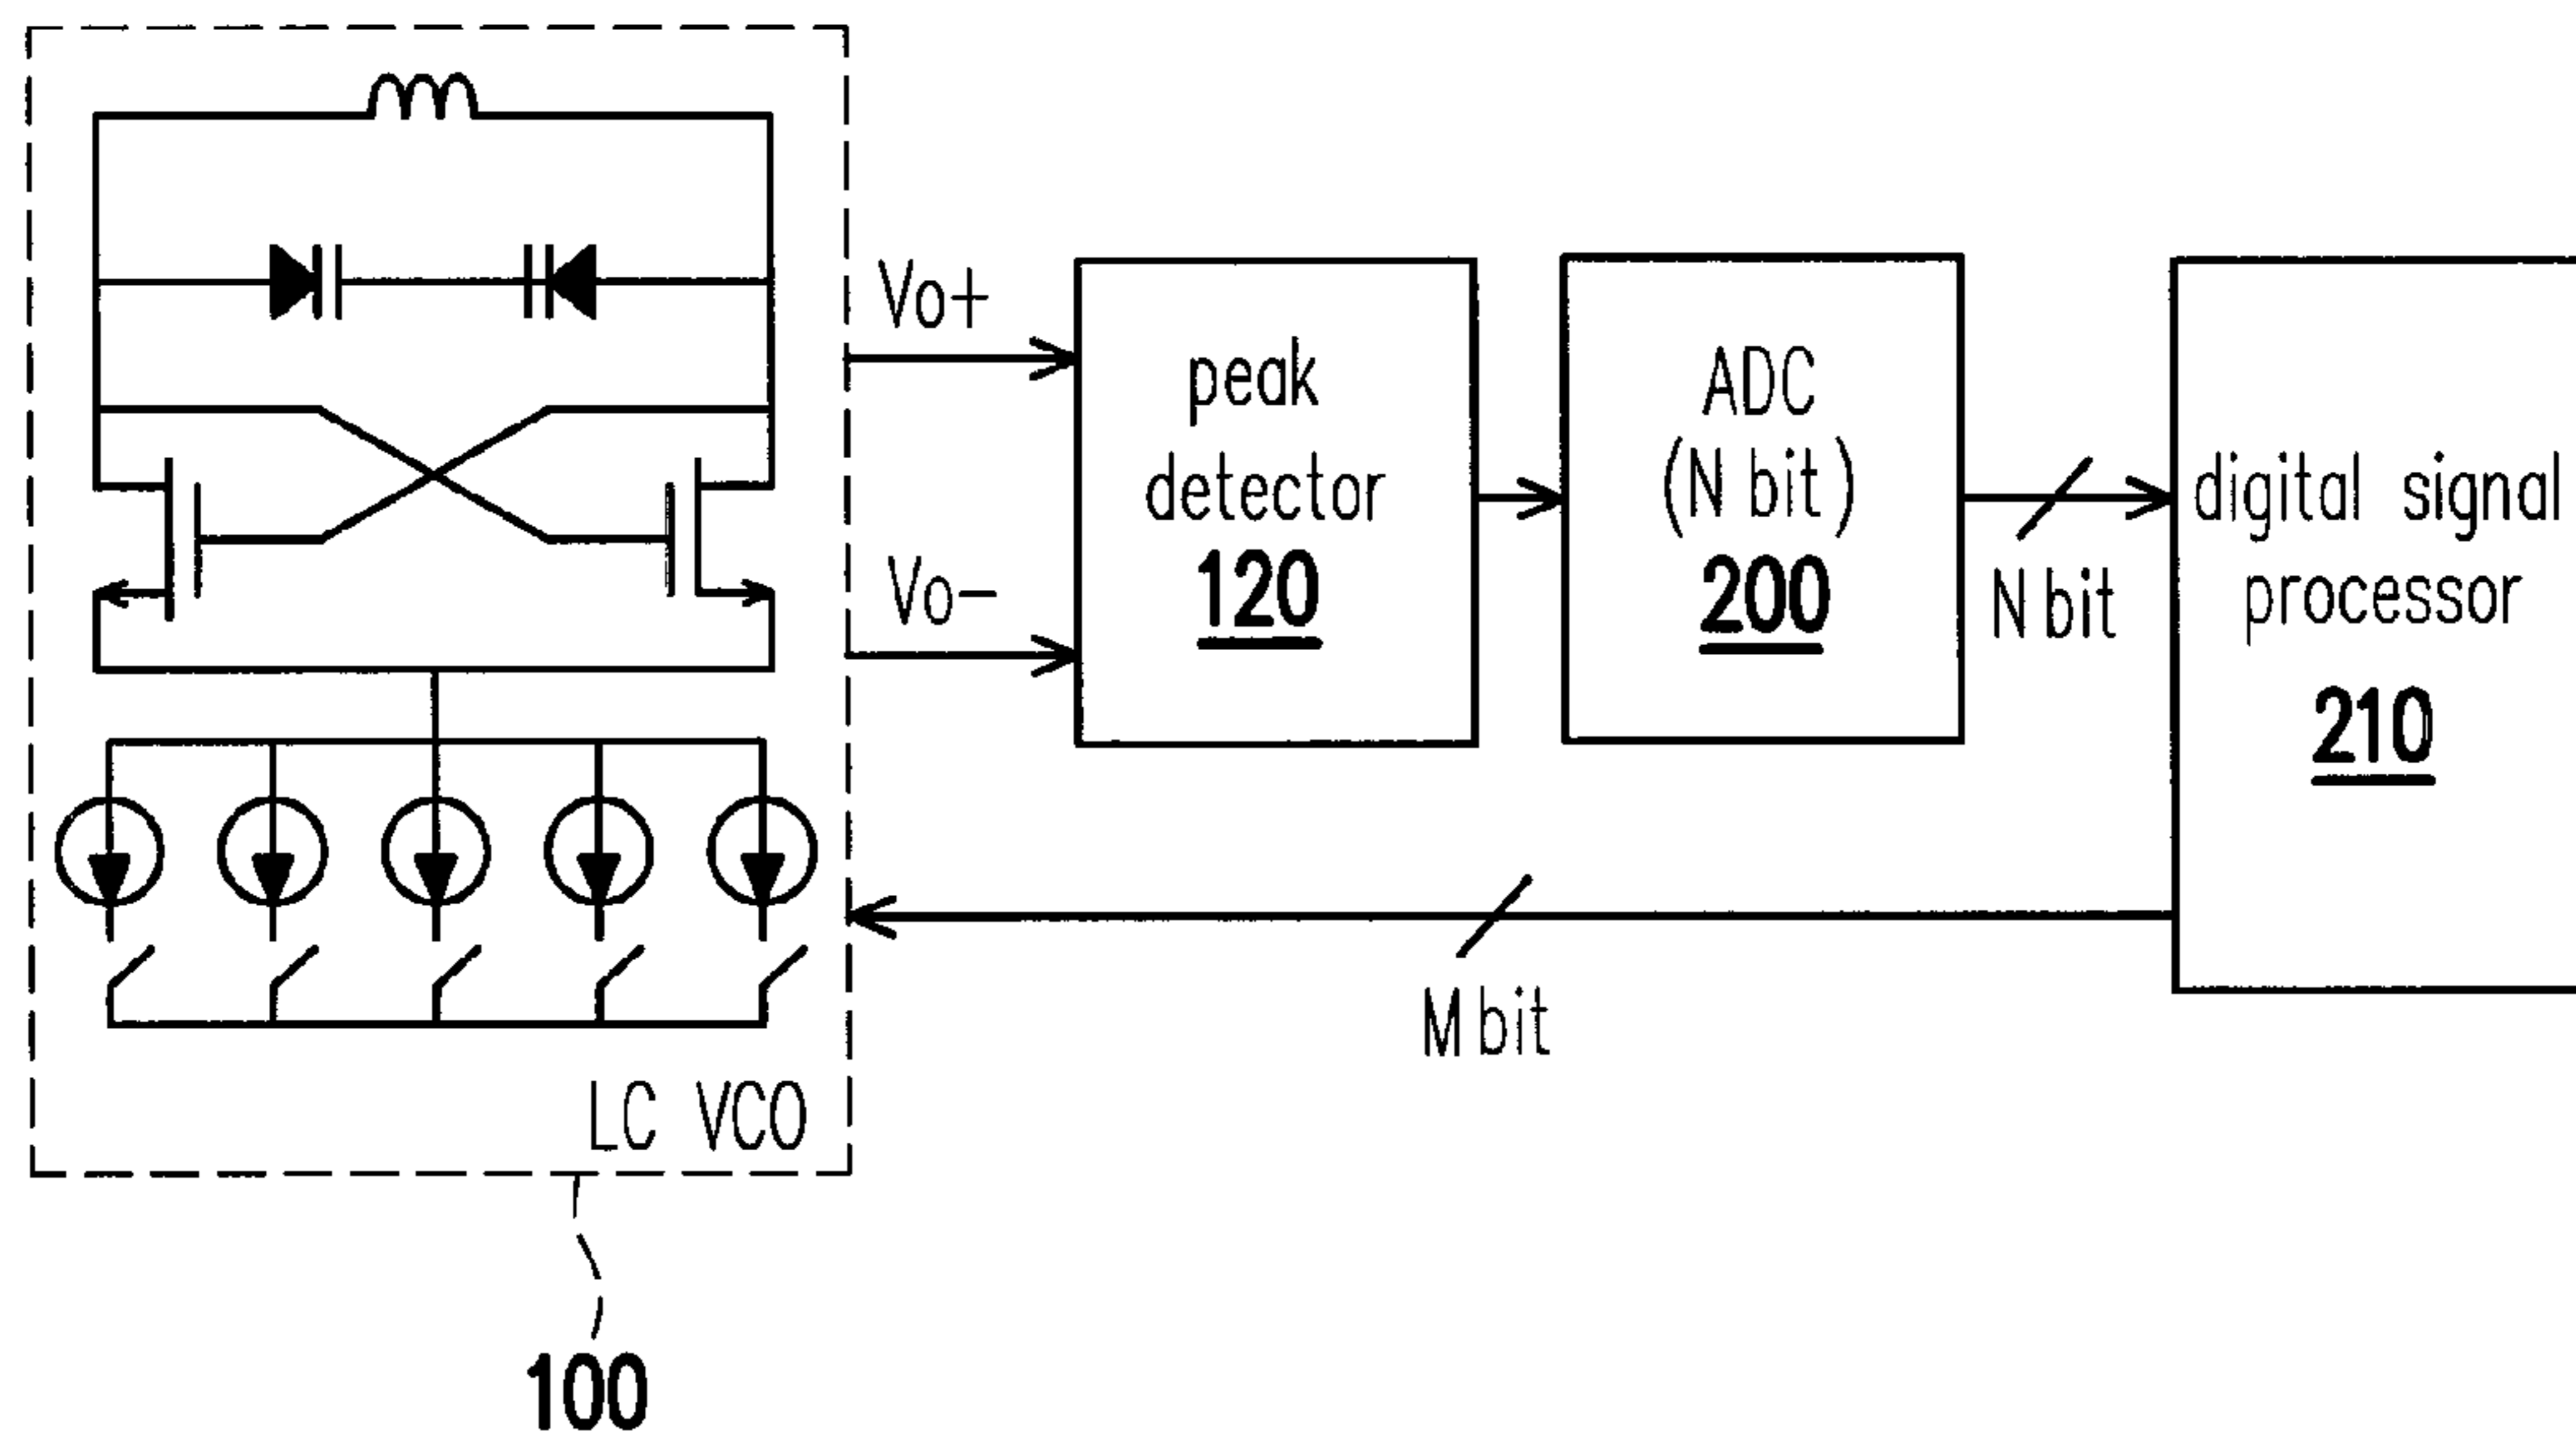 Vo+
Vo−
peak
detector
120
ADC
(N bit)
200
N bit
digital signal
processor
210
M bit
LC VCO
100